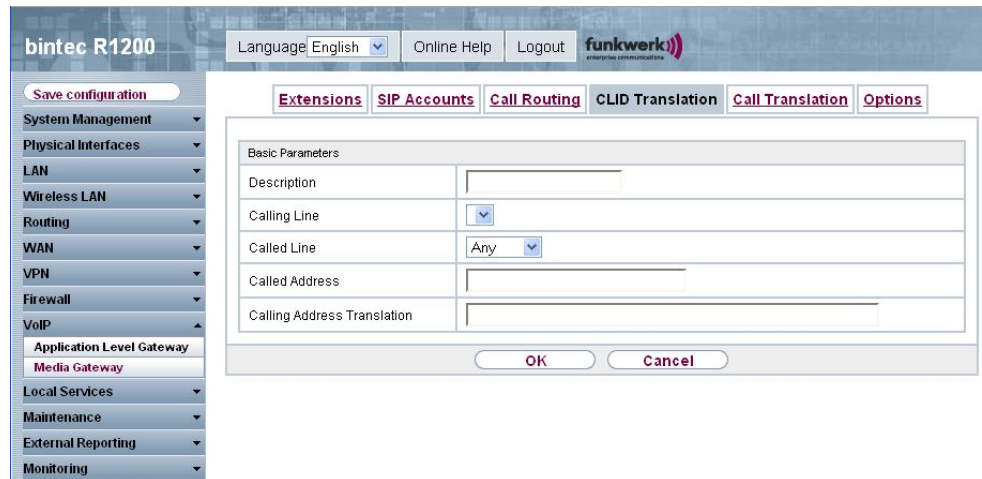 bintec R1200
Language English Online Help Logout funkwerk
enterprise communications
Save configuration
System Management
Physical Interfaces
LAN
Wireless LAN
Routing
WAN
VPN
Firewall
VoIP
Application Level Gateway
Media Gateway
Local Services
Maintenance
External Reporting
Monitoring
Extensions SIP Accounts Call Routing CLID Translation Call Translation Options
Basic Parameters
Description
Calling Line
Called Line Any
Called Address
Calling Address Translation
OK Cancel